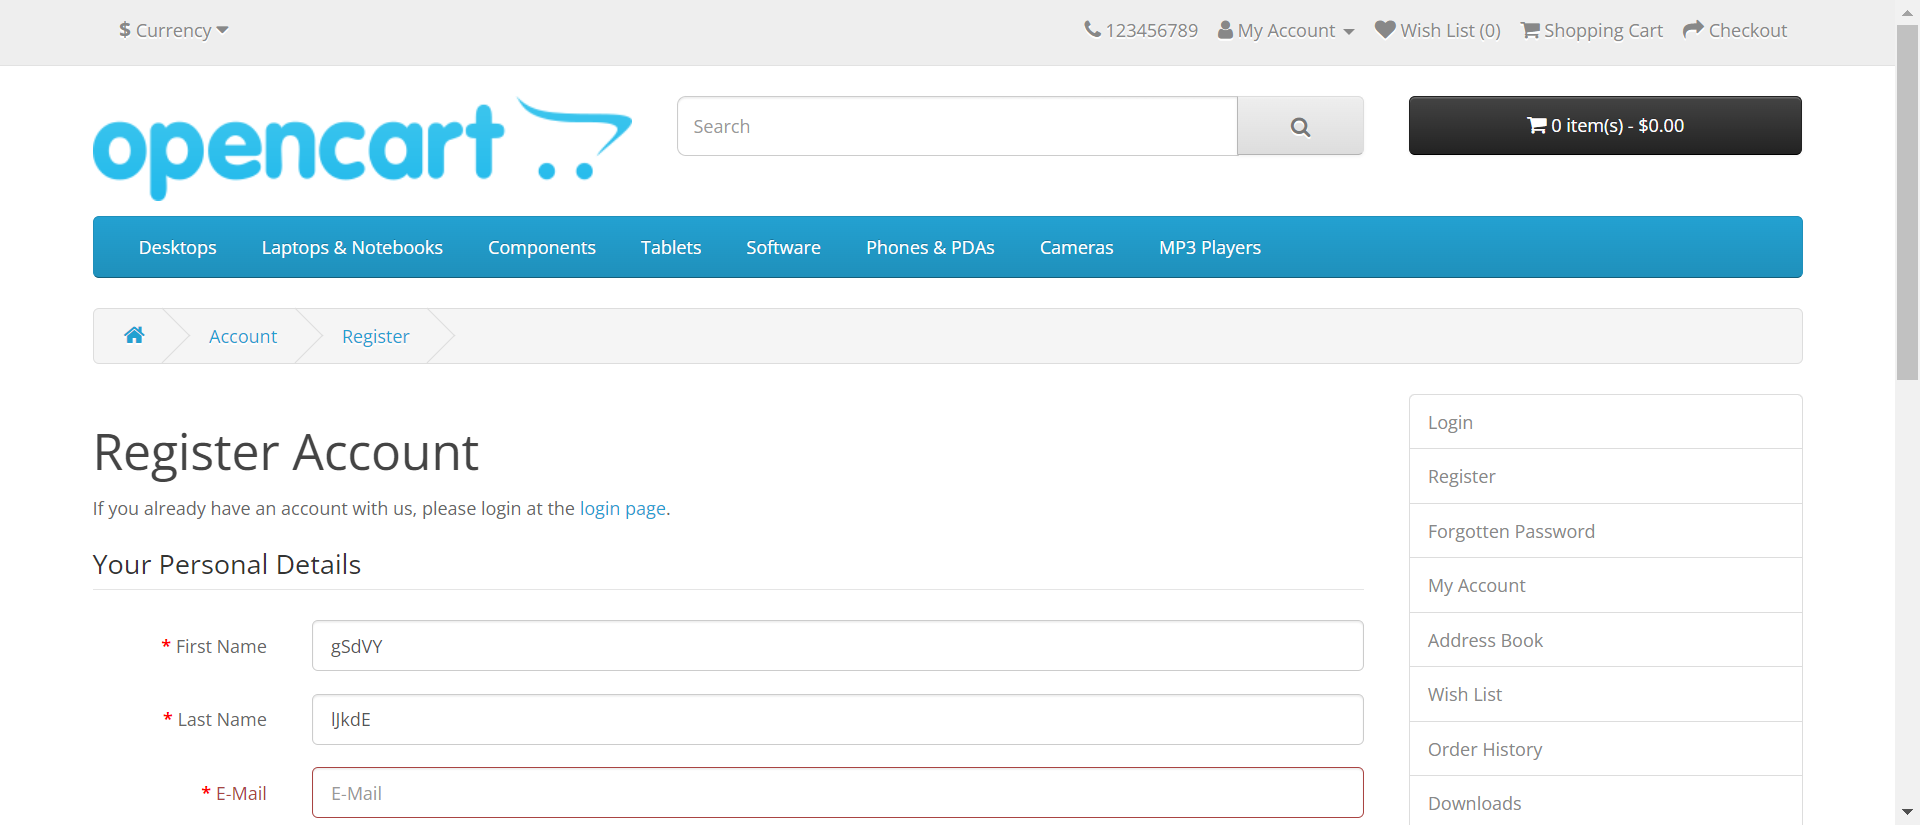 $ Currency
123456789 My Account Wish List (0) Shopping Cart Checkout
opencart
Search
0 item(s) - $0.00
Desktops Laptops & Notebooks Components Tablets Software Phones & PDAs Cameras MP3 Players
Account Register
Register Account
If you already have an account with us, please login at the login page.
Your Personal Details
* First Name gSdVY
* Last Name lJkdE
* E-Mail E-Mail
Login
Register
Forgotten Password
My Account
Address Book
Wish List
Order History
Downloads